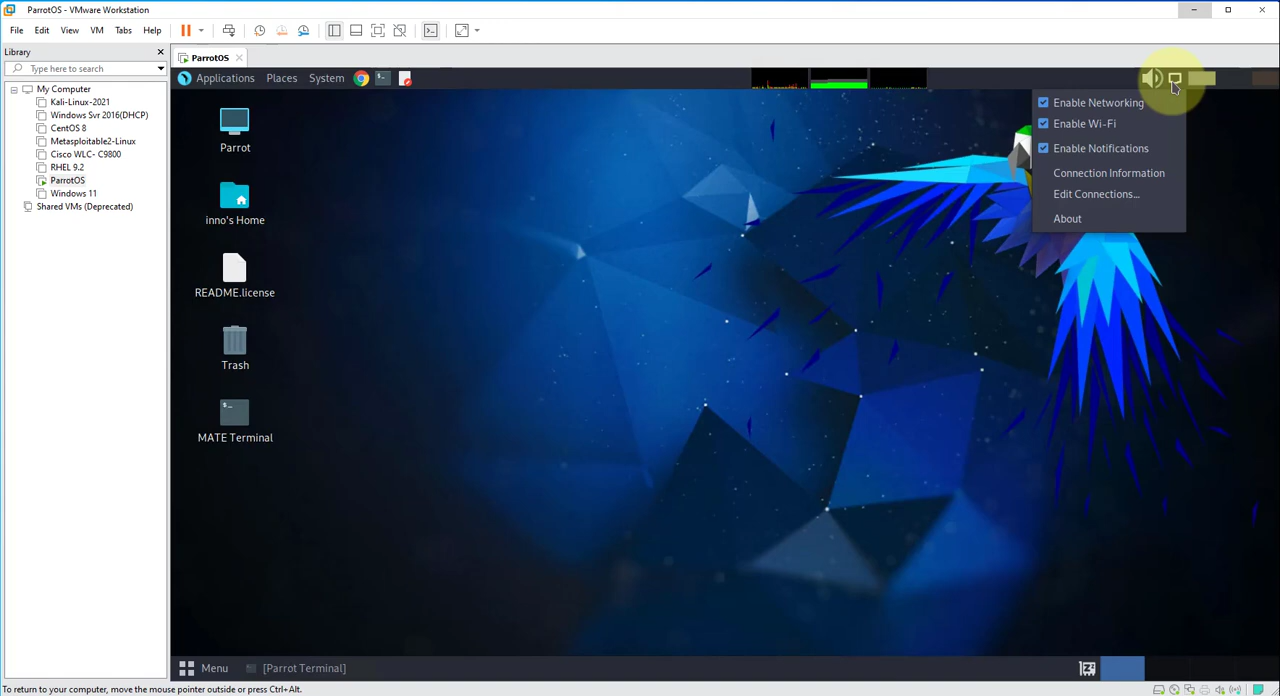 ParrotOS - VMware Workstation
File Edit View VM Tabs Help
Library
Type here to search
My Computer
Kali-Linux-2021
Windows Svr 2016(DHCP)
CentOS 8
Metasploitable2-Linux
Cisco WLC- C9800
RHEL 9.2
ParrotOS
Windows 11
Shared VMs (Deprecated)
ParrotOS
Applications Places System
Enable Networking
Enable Wi-Fi
Enable Notifications
Connection Information
Edit Connections...
About
Parrot
inno's Home
README.license
Trash
MATE Terminal
Menu [Parrot Terminal]
To return to your computer, move the mouse pointer outside or press Ctrl+Alt.